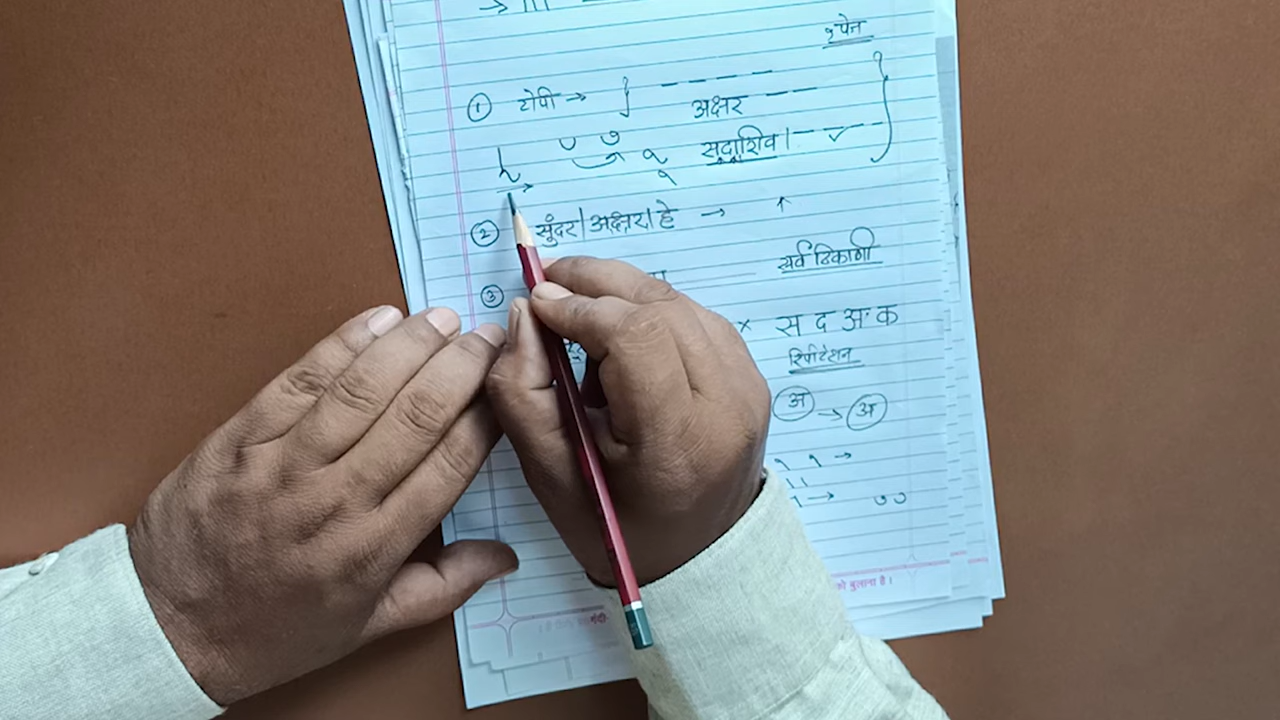 पेन
① टोपी →
अक्षर
सदाशिव।
② सुंदर|अक्षर|हे →
सर्व ठिकाणी
③
× स द अ क
रिपीटेशन
अ → अ
को बुलाना है।